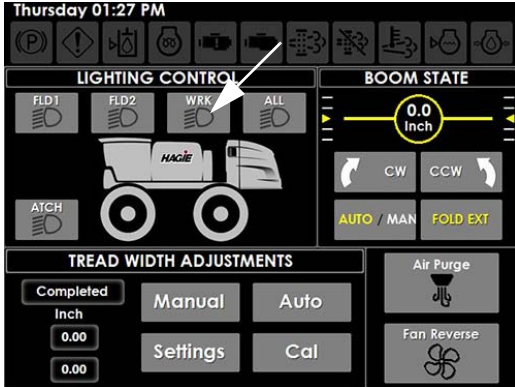 Thursday 01:27 PM
(P)
LIGHTING CONTROL
FLD1 FLD2 WRK ALL
HAGIE
ATCH
BOOM STATE
0.0
Inch
CW CCW
AUTO / MAN FOLD EXT
TREAD WIDTH ADJUSTMENTS
Completed
Inch
0.00
0.00
Manual Auto
Settings Cal
Air Purge
Fan Reverse